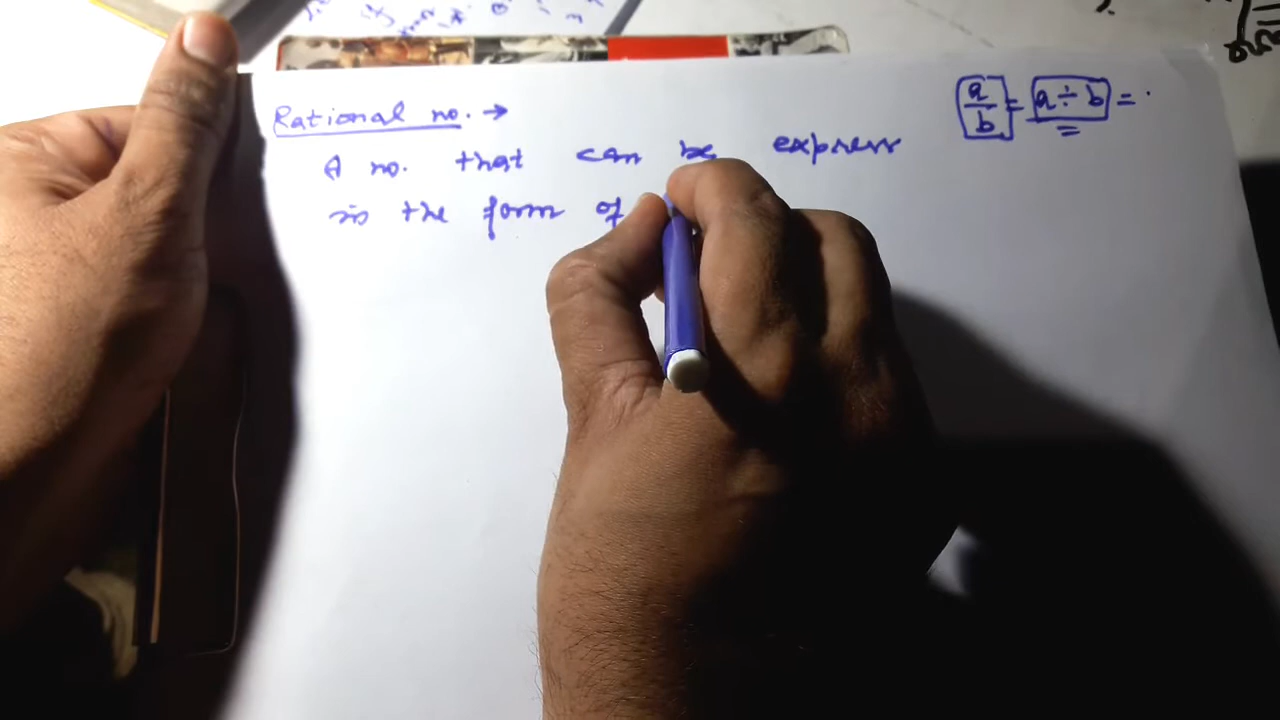 Rational no. →
a/b = a ÷ b = .
A no. that can be express
in the form of